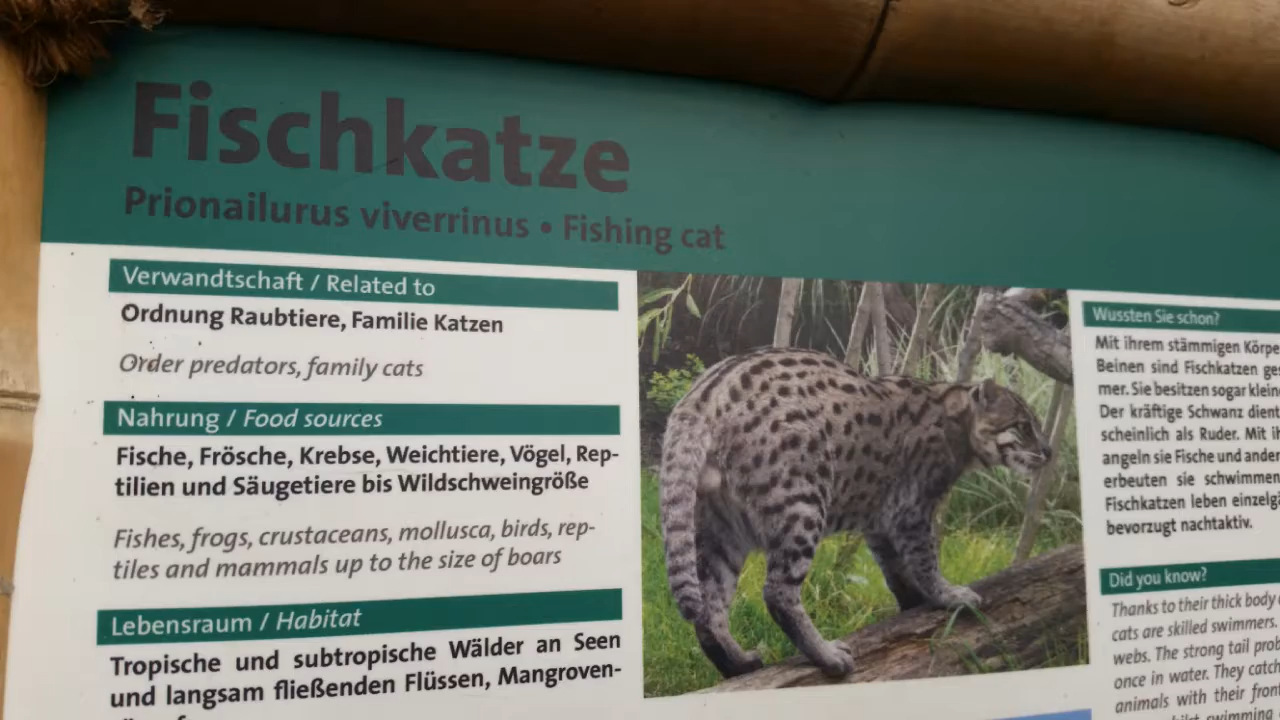 Fischkatze
Prionailurus viverrinus • Fishing cat
Verwandtschaft / Related to
Ordnung Raubtiere, Familie Katzen
Order predators, family cats
Nahrung / Food sources
Fische, Frösche, Krebse, Weichtiere, Vögel, Rep-
tilien und Säugetiere bis Wildschweingröße
Fishes, frogs, crustaceans, mollusca, birds, rep-
tiles and mammals up to the size of boars
Lebensraum / Habitat
Tropische und subtropische Wälder an Seen
und langsam fließenden Flüssen, Mangroven-
Wussten Sie schon?
Mit ihrem stämmigen
Beinen sind Fischkatzen
mer. Sie besitzen sogar
Der kräftige Schwanz dient
scheinlich als Ruder. Mit
angeln sie Fische und
erbeuten sie
Fischkatzen leben
bevorzugt nachtaktiv.
Did you know?
Thanks to their thick body
cats are skilled swimmers.
webs. The strong tail
once in water. They catch
animals with their
swimming